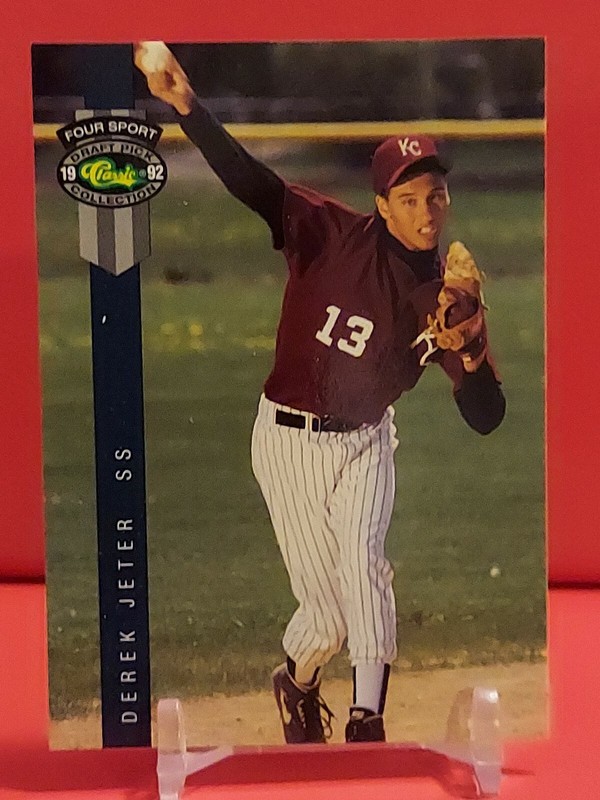 FOUR SPORT
DRAFT PICK
19 Classic 92
COLLECTION
KC
13
DEREK JETER SS